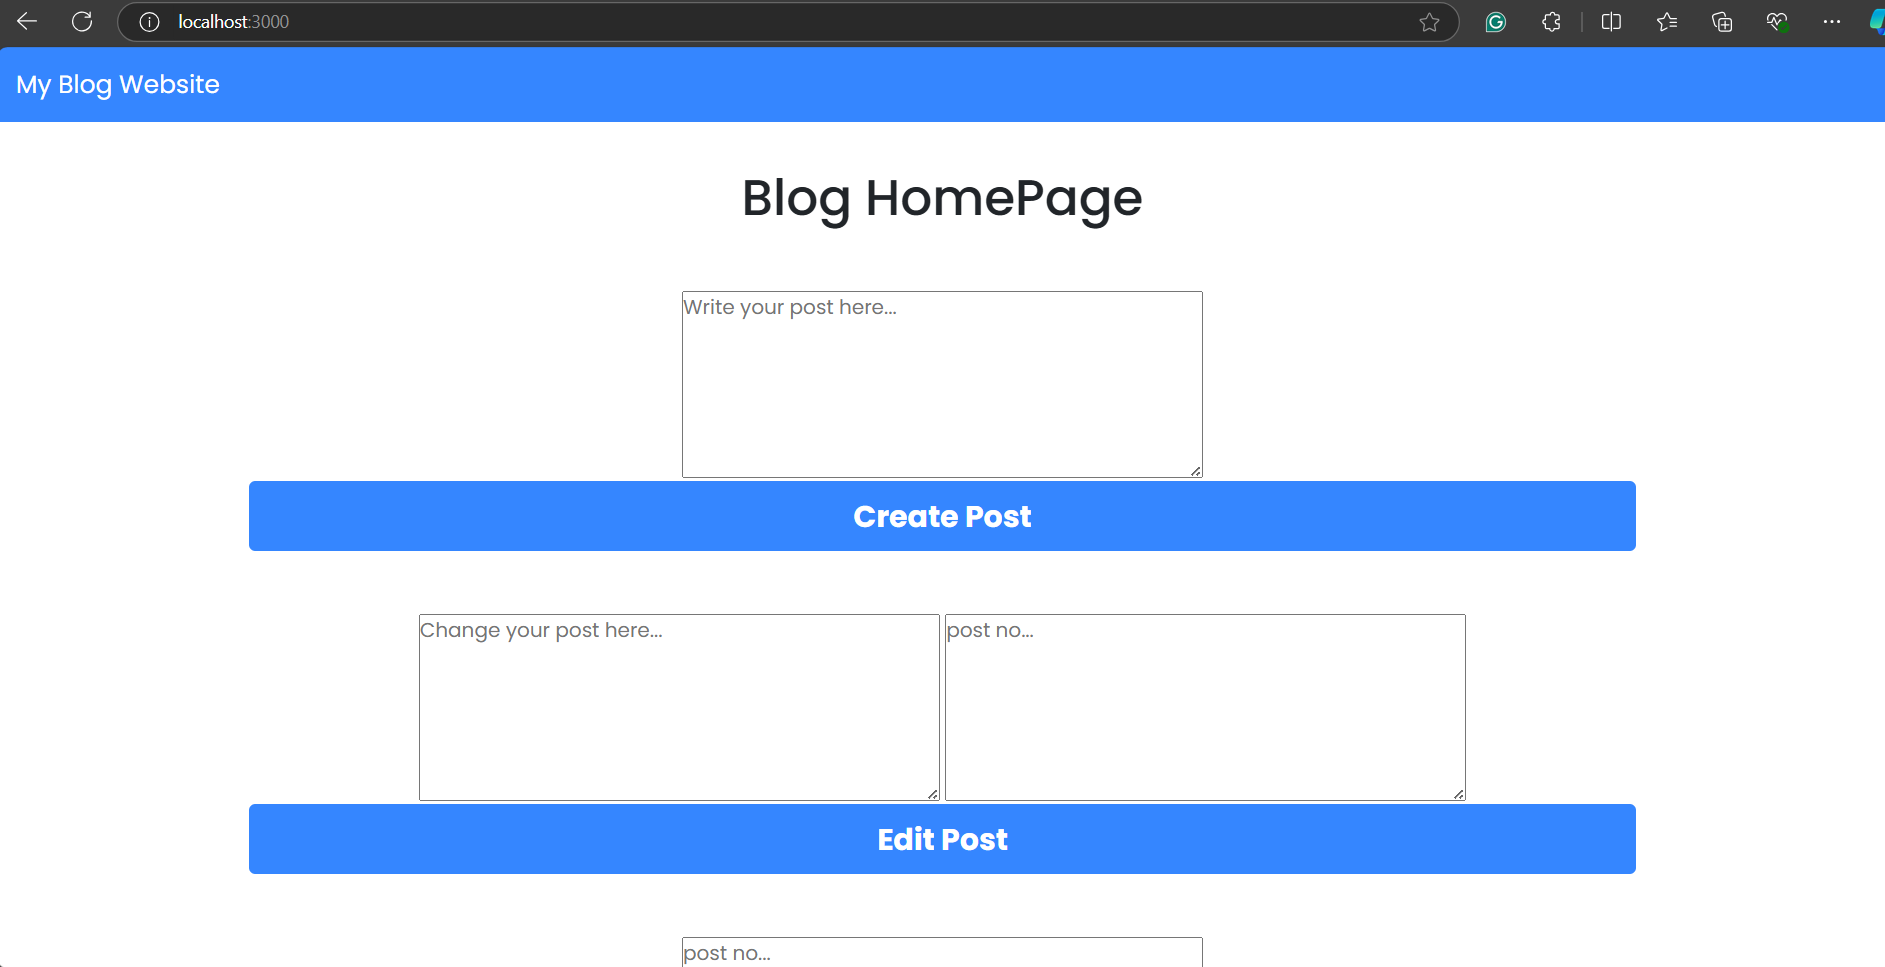 localhost:3000
My Blog Website
Blog HomePage
Write your post here...
Create Post
Change your post here...
post no...
Edit Post
post no...